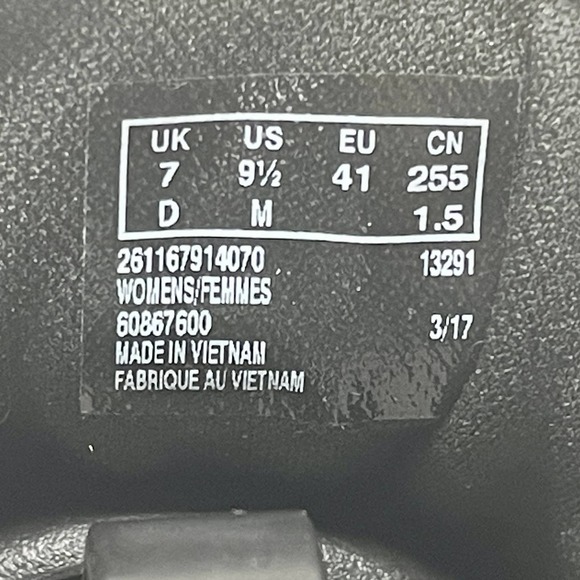 UK US EU CN
7 9½ 41 255
D M 1.5
261167914070 13291
WOMENS/FEMMES
60867600 3/17
MADE IN VIETNAM
FABRIQUE AU VIETNAM